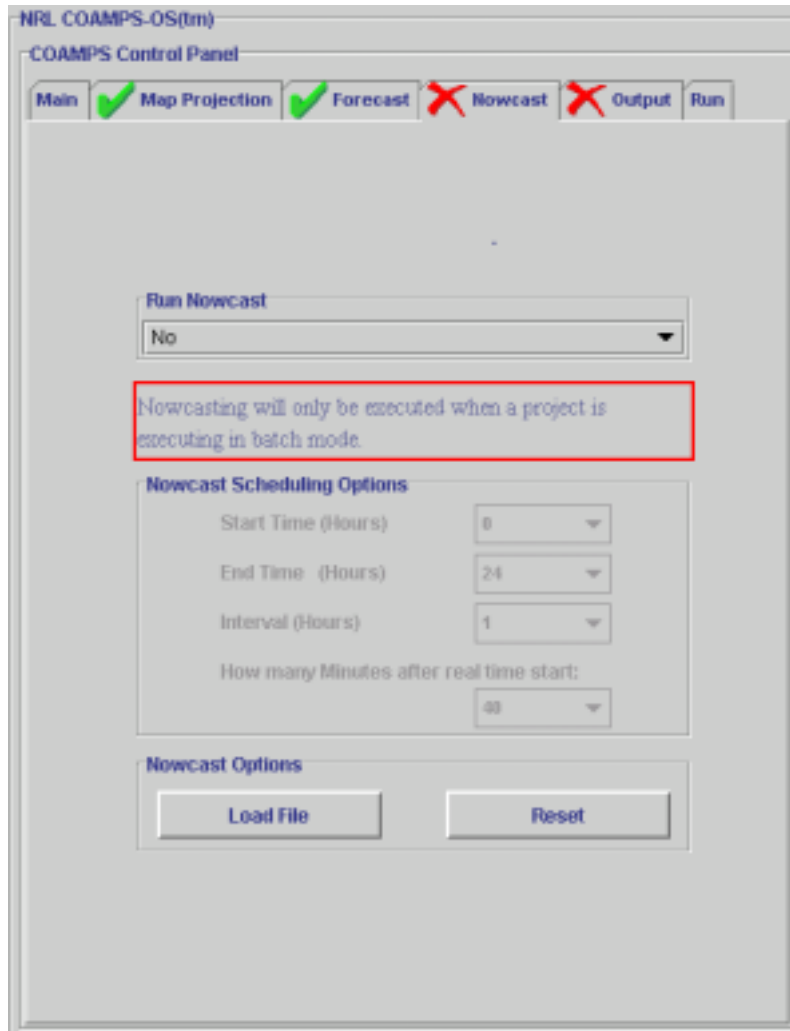 NRL COAMPS-OS(tm)
COAMPS Control Panel
Main Map Projection Forecast Nowcast Output Run
Run Nowcast
No
Nowcasting will only be executed when a project is
executing in batch mode.
Nowcast Scheduling Options
Start Time (Hours) 0
End Time (Hours) 24
Interval (Hours) 1
How many Minutes after real time start:
40
Nowcast Options
Load File Reset